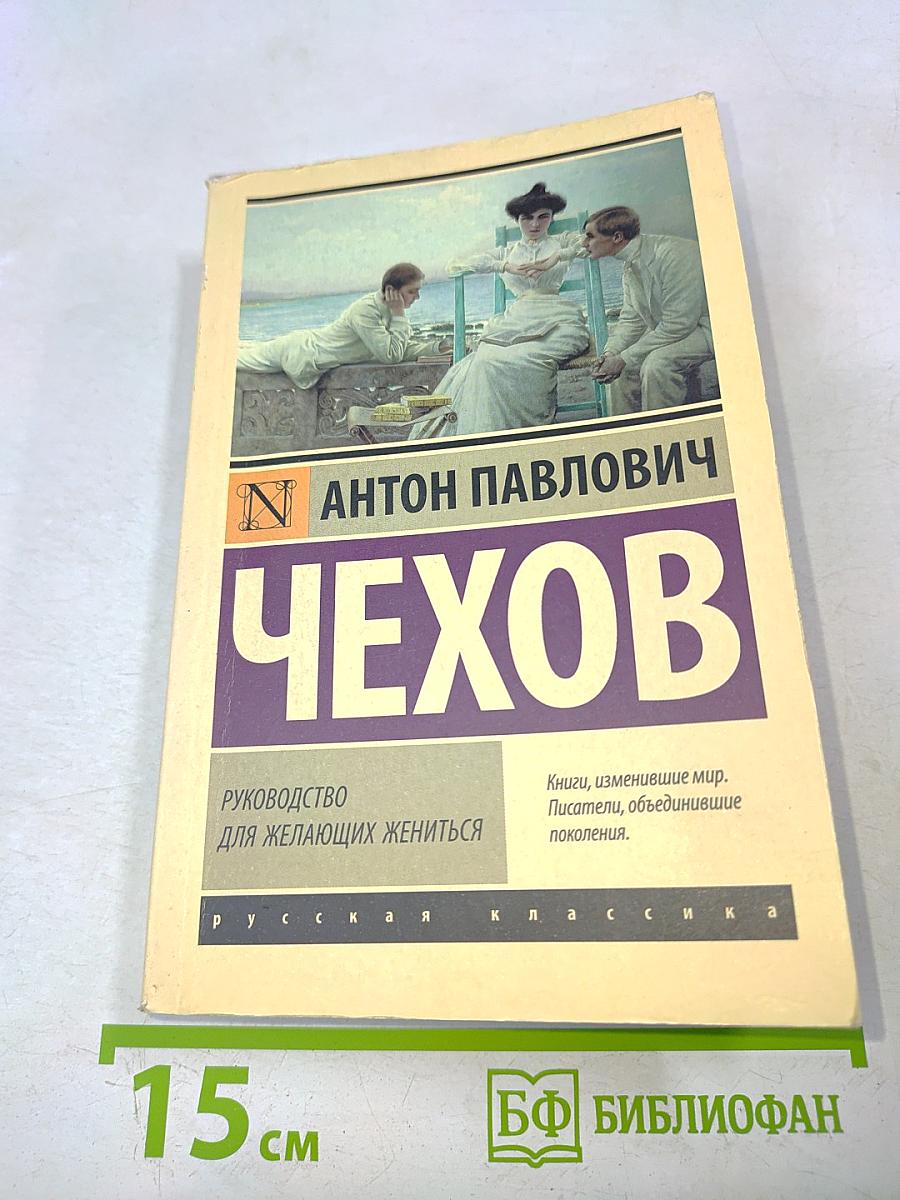 N
АНТОН ПАВЛОВИЧ
ЧЕХОВ
РУКОВОДСТВО
ДЛЯ ЖЕЛАЮЩИХ ЖЕНИТЬСЯ
Книги, изменившие мир.
Писатели, объединившие
поколения.
русская классика
15 см
БФ БИБЛИОФАН